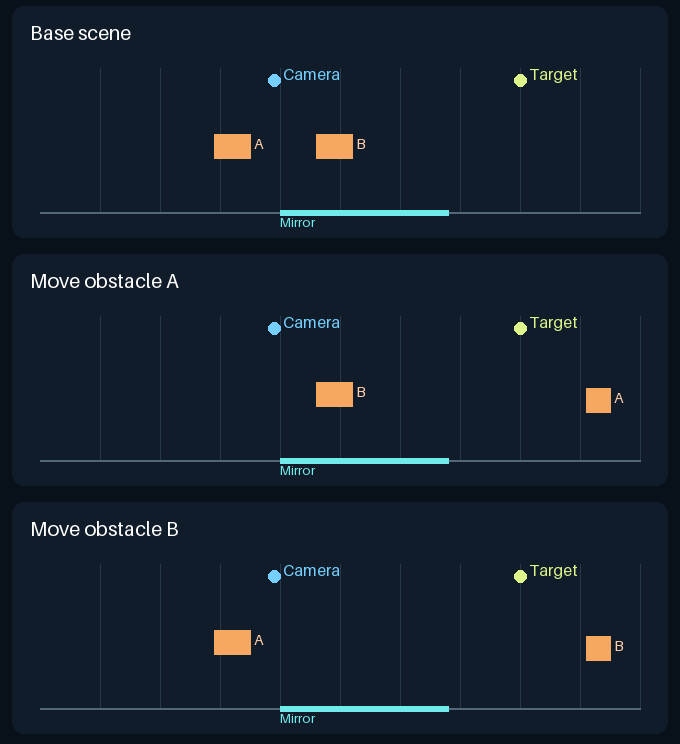 Base scene
Camera
Target
A
B
Mirror
Move obstacle A
Camera
Target
B
A
Mirror
Move obstacle B
Camera
Target
A
B
Mirror